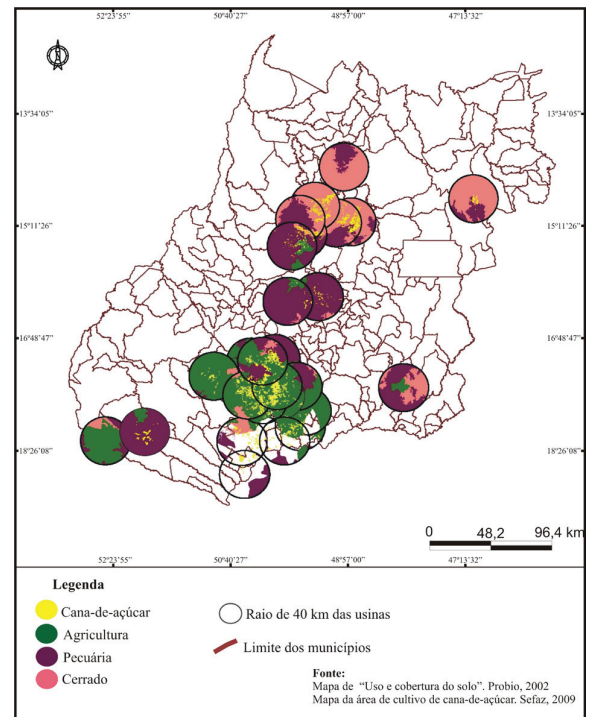 52°23'55" 50°40'27" 48°57'00" 47°13'32"
13°34'05" 13°34'05"
15°11'26" 15°11'26"
16°48'47" 16°48'47"
18°26'08" 18°26'08"
0 48,2 96,4 km
52°23'55" 50°40'27" 48°57'00" 47°13'32"
Legenda
Cana-de-açúcar
Agricultura
Pecuária
Cerrado
Raio de 40 km das usinas
Limite dos municípios
Fonte:
Mapa de "Uso e cobertura do solo". Probio, 2002
Mapa da área de cultivo de cana-de-açúcar. Sefaz, 2009